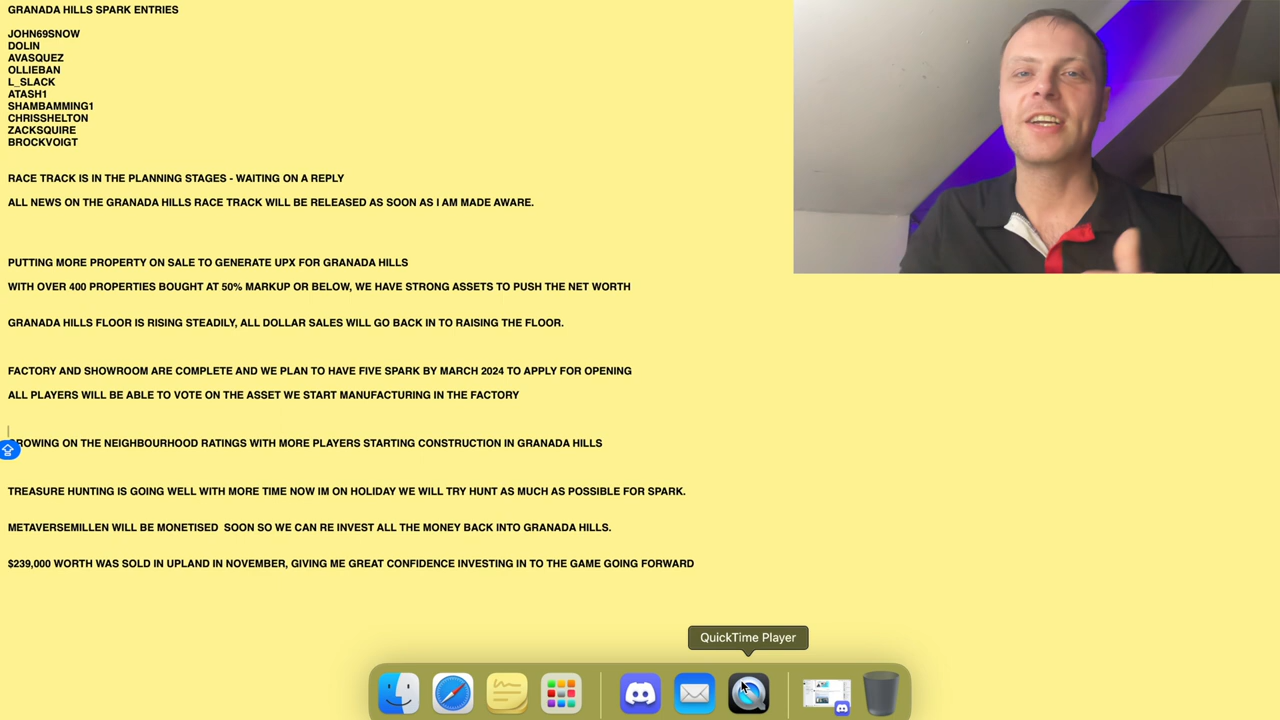 GRANADA HILLS SPARK ENTRIES
JOHN69SNOW
DOLIN
AVASQUEZ
OLLIEBAN
L_SLACK
ATASH1
SHAMBAMMING1
CHRISSHELTON
ZACKSQUIRE
BROCKVOIGT
RACE TRACK IS IN THE PLANNING STAGES - WAITING ON A REPLY
ALL NEWS ON THE GRANADA HILLS RACE TRACK WILL BE RELEASED AS SOON AS I AM MADE AWARE.
PUTTING MORE PROPERTY ON SALE TO GENERATE UPX FOR GRANADA HILLS
WITH OVER 400 PROPERTIES BOUGHT AT 50% MARKUP OR BELOW, WE HAVE STRONG ASSETS TO PUSH THE NET WORTH
GRANADA HILLS FLOOR IS RISING STEADILY, ALL DOLLAR SALES WILL GO BACK IN TO RAISING THE FLOOR.
FACTORY AND SHOWROOM ARE COMPLETE AND WE PLAN TO HAVE FIVE SPARK BY MARCH 2024 TO APPLY FOR OPENING
ALL PLAYERS WILL BE ABLE TO VOTE ON THE ASSET WE START MANUFACTURING IN THE FACTORY
GROWING ON THE NEIGHBOURHOOD RATINGS WITH MORE PLAYERS STARTING CONSTRUCTION IN GRANADA HILLS
TREASURE HUNTING IS GOING WELL WITH MORE TIME NOW IM ON HOLIDAY WE WILL TRY HUNT AS MUCH AS POSSIBLE FOR SPARK.
METAVERSEMILLEN WILL BE MONETISED  SOON SO WE CAN RE INVEST ALL THE MONEY BACK INTO GRANADA HILLS.
$239,000 WORTH WAS SOLD IN UPLAND IN NOVEMBER, GIVING ME GREAT CONFIDENCE INVESTING IN TO THE GAME GOING FORWARD
QuickTime Player